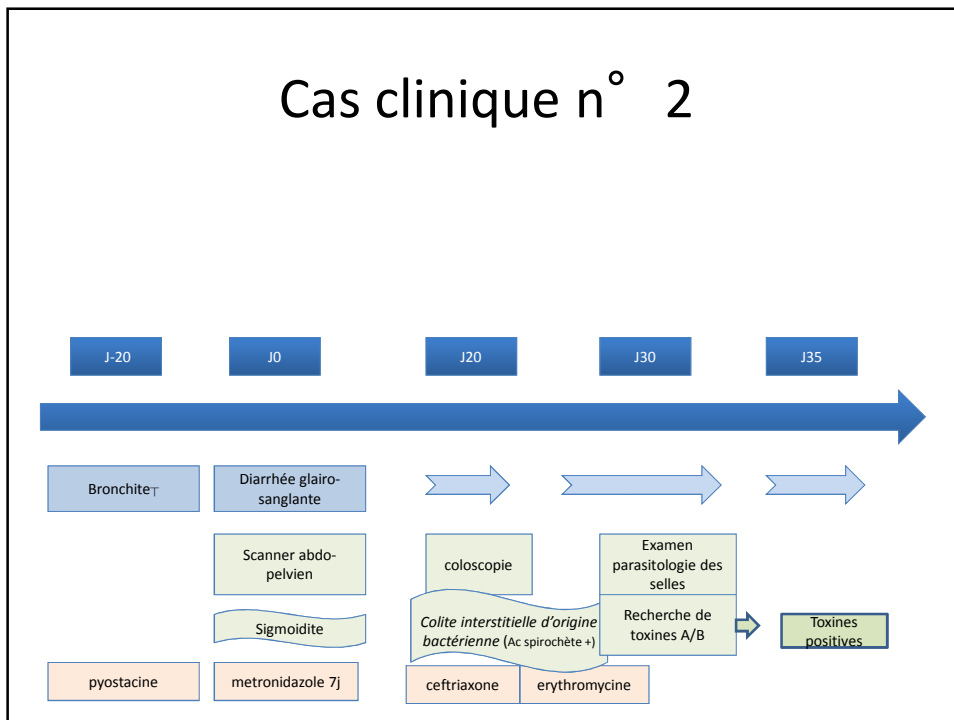 Cas clinique n° 2
J-20
J0
J20
J30
J35
Bronchite┬
Diarrhée glairo-
sanglante
Scanner abdo-
pelvien
coloscopie
Examen
parasitologie des
selles
Sigmoidite
Colite interstitielle d'origine
bactérienne (Ac spirochète +)
Recherche de
toxines A/B
Toxines
positives
pyostacine
metronidazole 7j
ceftriaxone
erythromycine